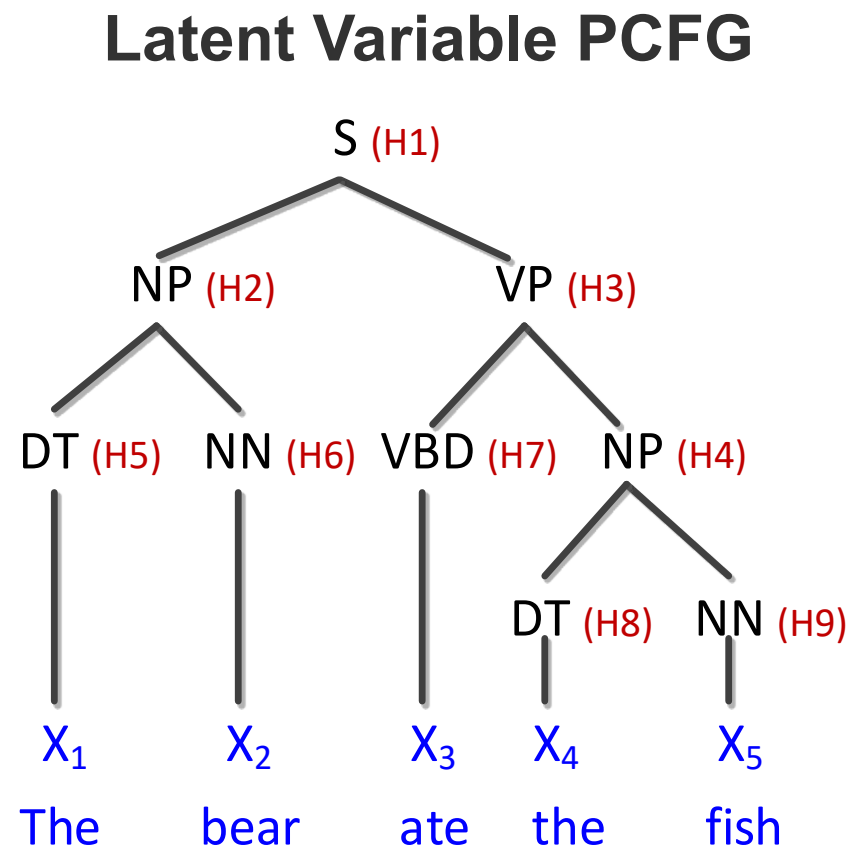 Latent Variable PCFG
S (H1)
NP (H2) VP (H3)
DT (H5) NN (H6) VBD (H7) NP (H4)
DT (H8) NN (H9)
X₁ X₂ X₃ X₄ X₅
The bear ate the fish